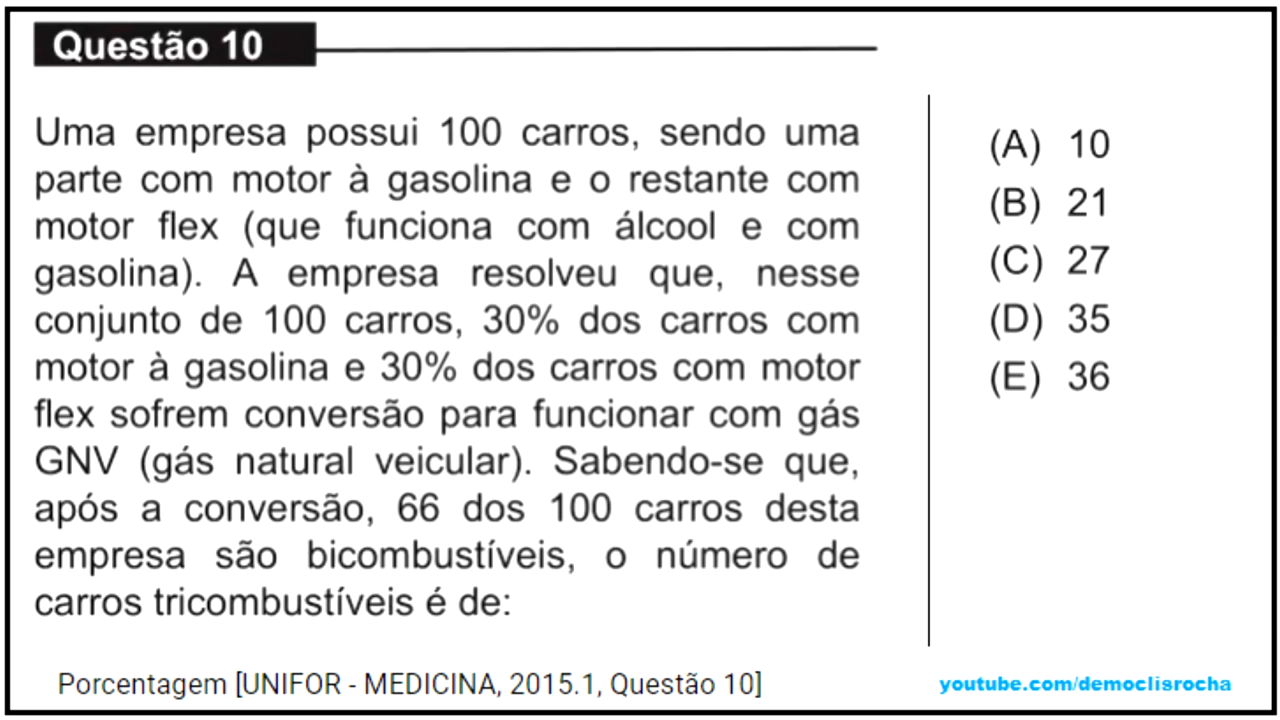 Questão 10
Uma empresa possui 100 carros, sendo uma
parte com motor à gasolina e o restante com
motor flex (que funciona com álcool e com
gasolina). A empresa resolveu que, nesse
conjunto de 100 carros, 30% dos carros com
motor à gasolina e 30% dos carros com motor
flex sofrem conversão para funcionar com gás
GNV (gás natural veicular). Sabendo-se que,
após a conversão, 66 dos 100 carros desta
empresa são bicombustíveis, o número de
carros tricombustíveis é de:
(A) 10
(B) 21
(C) 27
(D) 35
(E) 36
Porcentagem [UNIFOR - MEDICINA, 2015.1, Questão 10]
youtube.com/democlisrocha